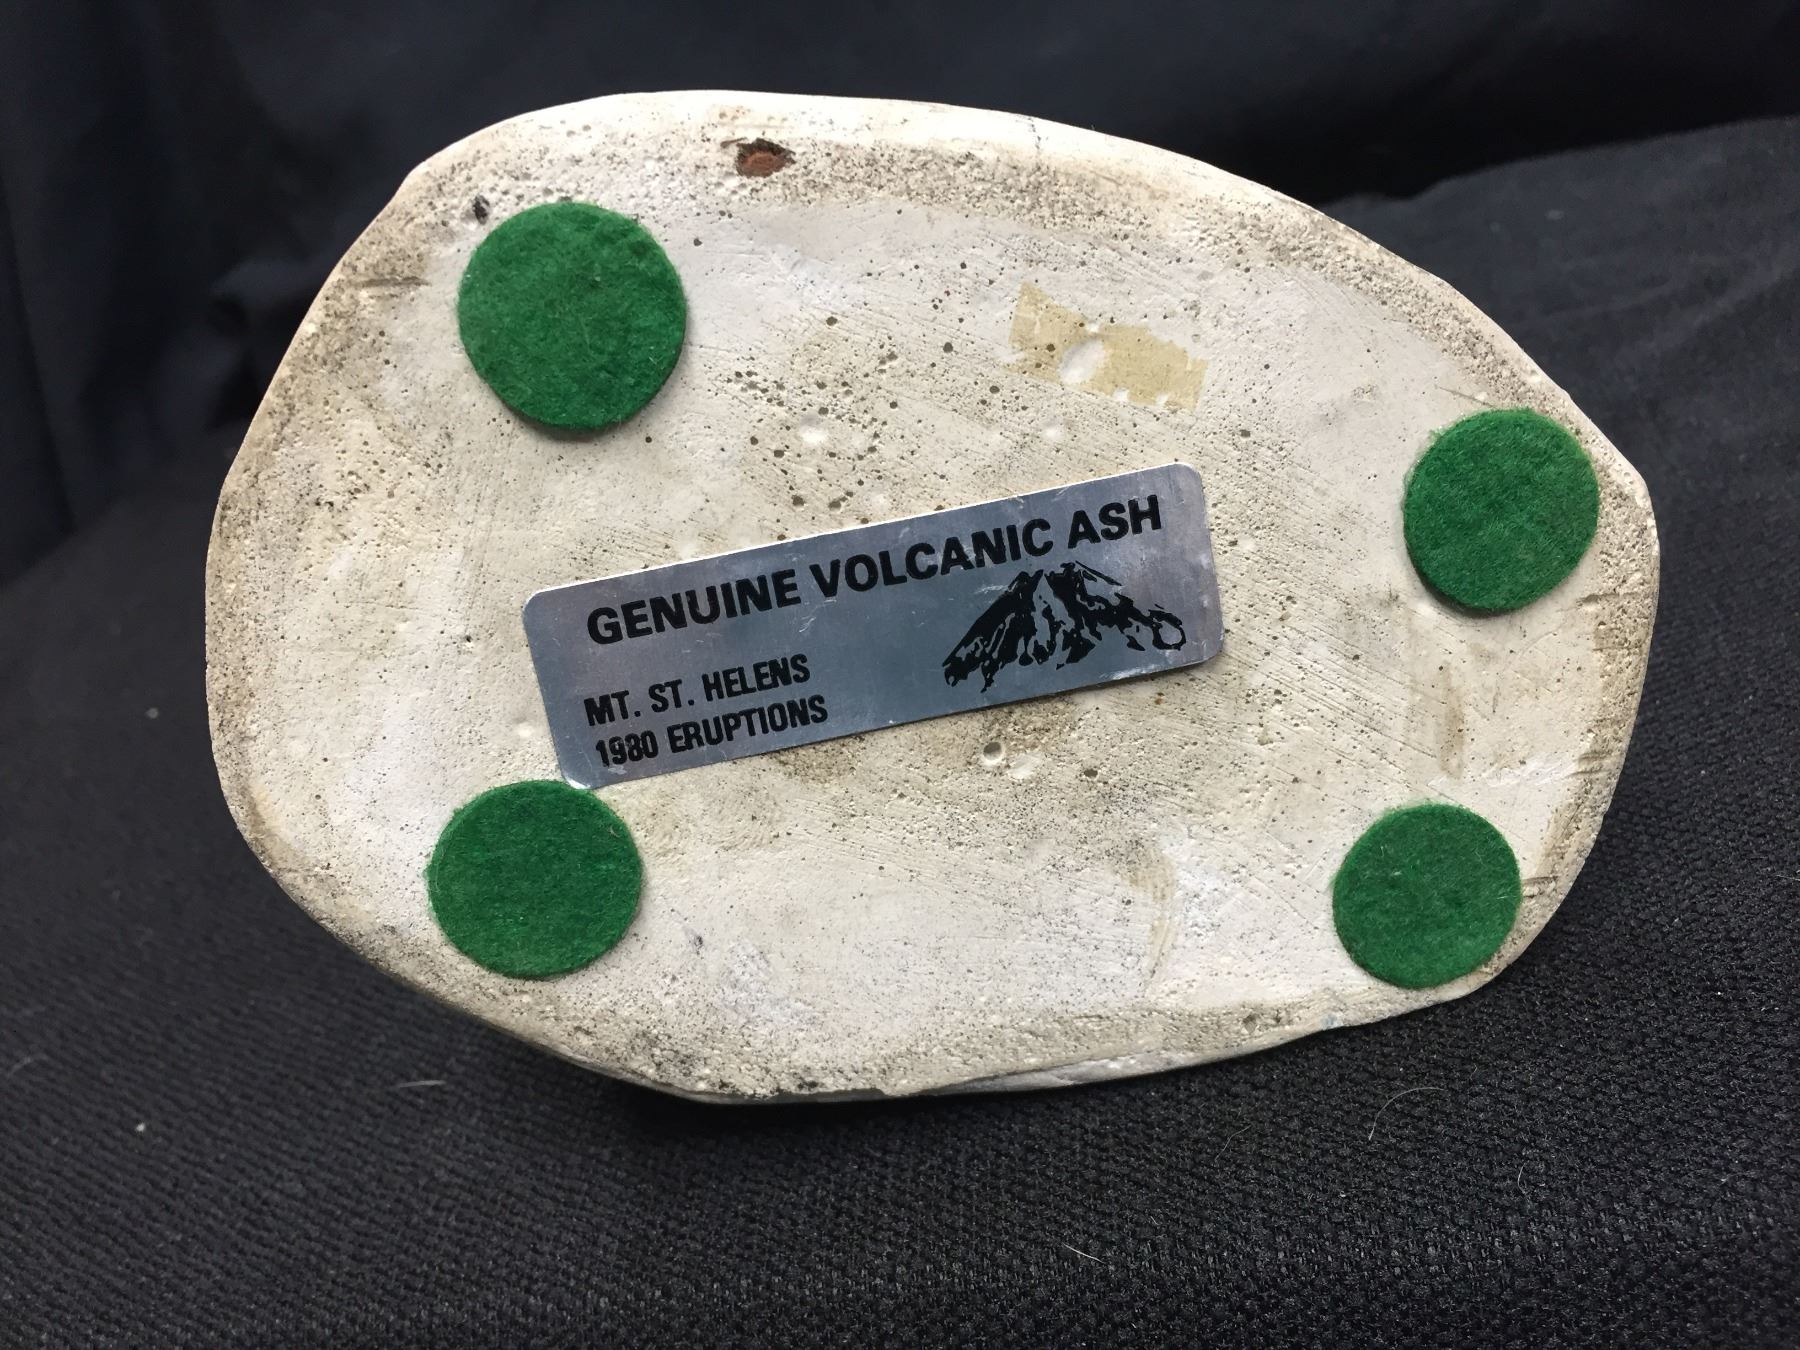 GENUINE VOLCANIC ASH
MT. ST. HELENS
1980 ERUPTIONS